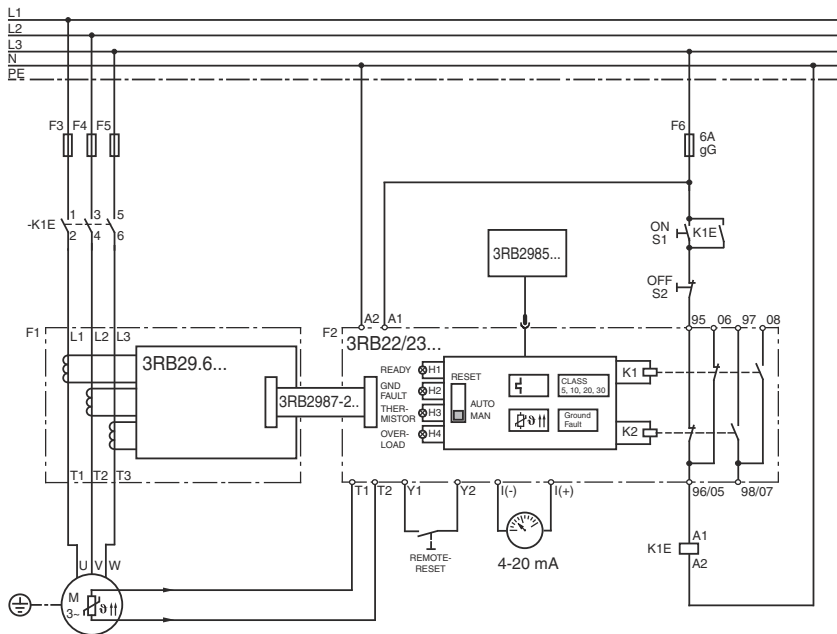 L1
L2
L3
N
PE
F3 F4 F5
F6
6A
gG
-K1E
1 3 5
2 4 6
ON
S1
K1E
OFF
S2
3RB2985...
F1
L1 L2 L3
3RB29.6...
3RB2987-2..
T1 T2 T3
F2
A2 A1
3RB22/23...
95 06 97 08
READY
H1
GND
FAULT
H2
THER-
MISTOR
H3
OVER-
LOAD
H4
RESET
AUTO
MAN
CLASS
5, 10, 20, 30
ϑ
Ground
Fault
K1
K2
T1 T2 Y1 Y2 I(-) I(+)
96/05 98/07
REMOTE-
RESET
4-20 mA
K1E
A1
A2
U V W
M
3~
ϑ